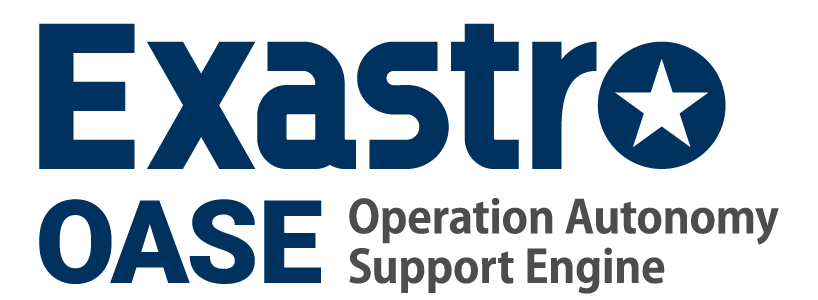 Exastro
OASE
Operation Autonomy
Support Engine